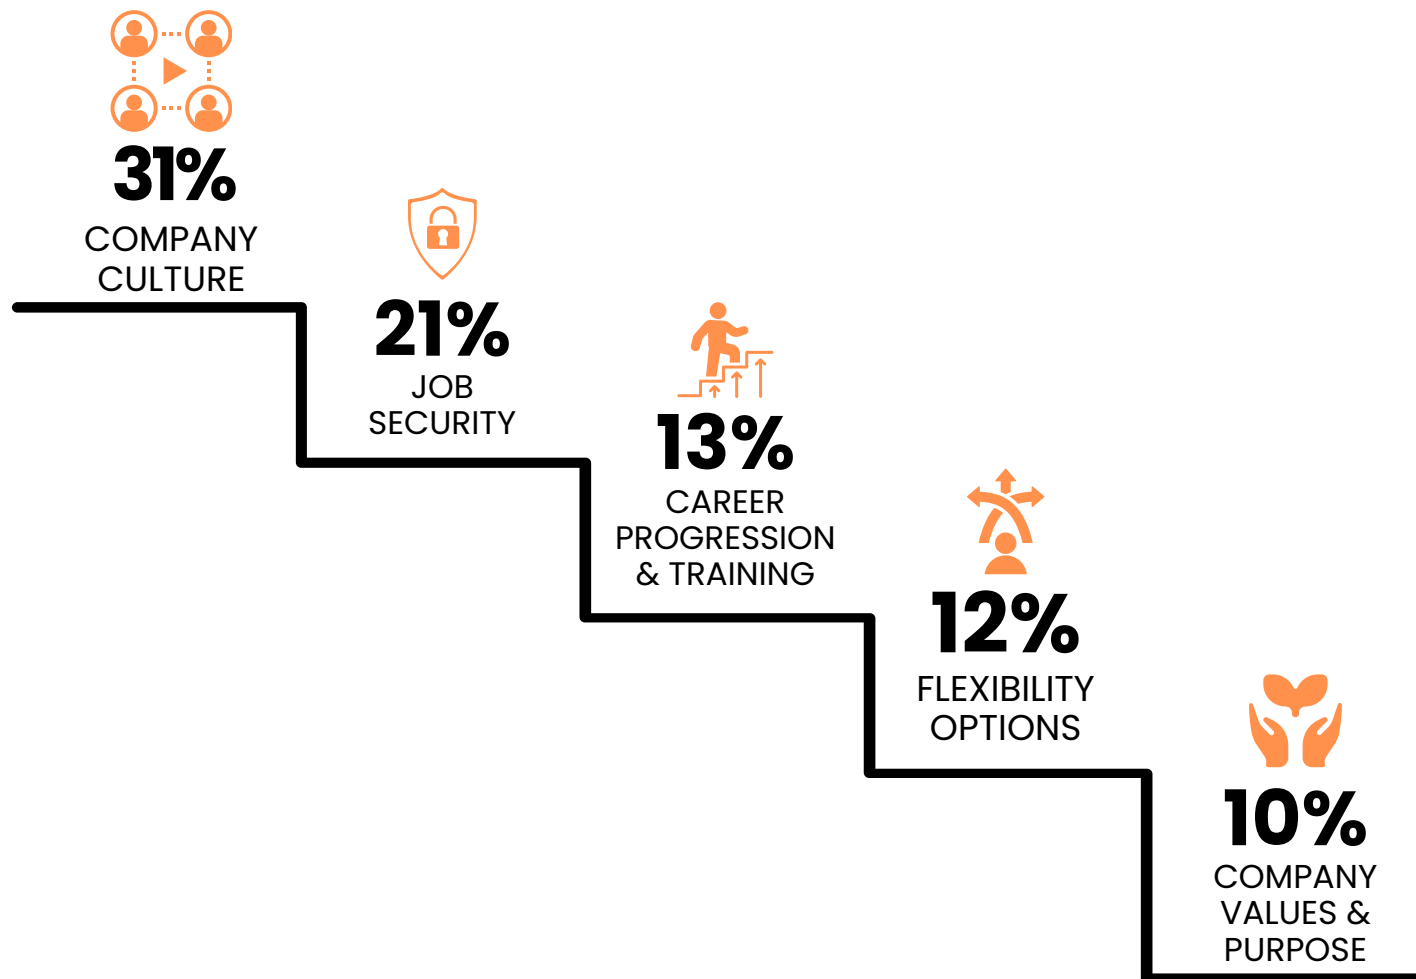 31%
COMPANY
CULTURE
21%
JOB
SECURITY
13%
CAREER
PROGRESSION
& TRAINING
12%
FLEXIBILITY
OPTIONS
10%
COMPANY
VALUES &
PURPOSE